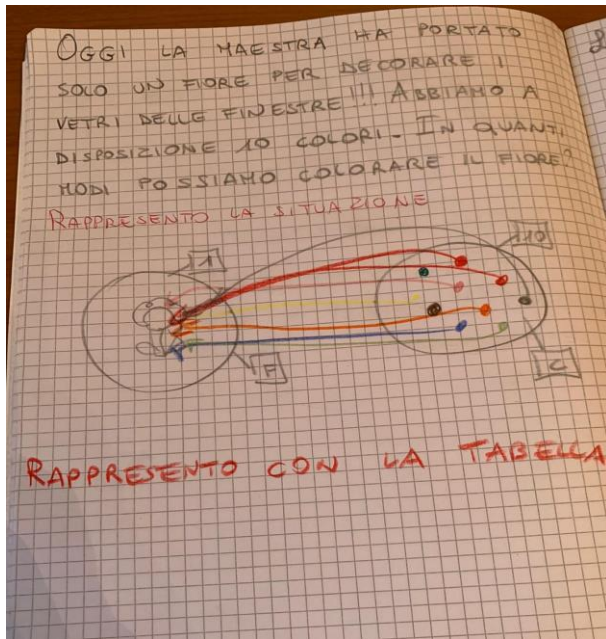 OGGI LA MAESTRA HA PORTATO
SOLO UN FIORE PER DECORARE I
VETRI DELLE FINESTRE!!! ABBIAMO A
DISPOSIZIONE 10 COLORI- IN QUANTI
MODI POSSIAMO COLORARE IL FIORE?
RAPPRESENTO LA SITUAZIONE
1
F
C
RAPPRESENTO CON LA TABELLA